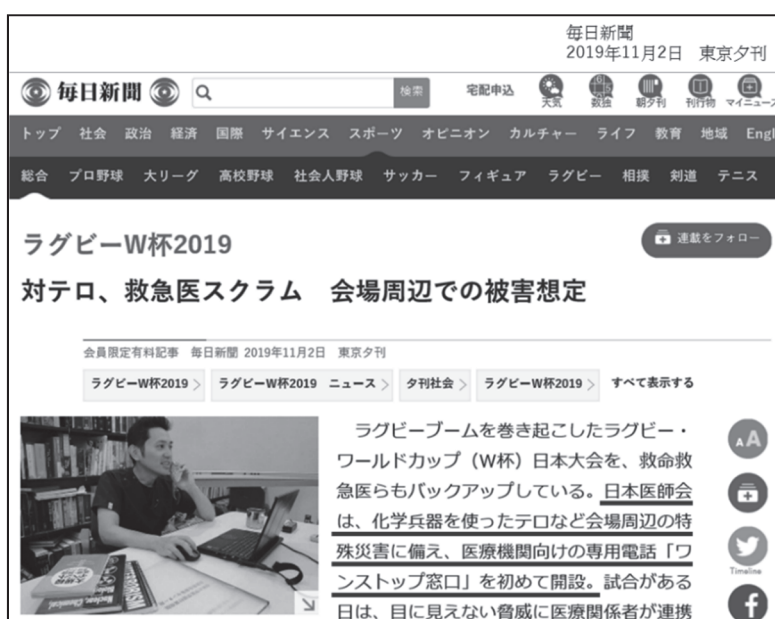 毎日新聞
2019年11月2日 東京夕刊
毎日新聞 検索 宅配申込 天気 数独 朝夕刊 刊行物 マイニュース
トップ 社会 政治 経済 国際 サイエンス スポーツ オピニオン カルチャー ライフ 教育 地域 Engl
総合 プロ野球 大リーグ 高校野球 社会人野球 サッカー フィギュア ラグビー 相撲 剣道 テニス
ラグビーW杯2019 連載をフォロー
対テロ、救急医スクラム 会場周辺での被害想定
会員限定有料記事 毎日新聞 2019年11月2日 東京夕刊
ラグビーW杯2019 ラグビーW杯2019 ニュース 夕刊社会 ラグビーW杯2019 すべて表示する
ラグビーブームを巻き起こしたラグビー・
ワールドカップ（W杯）日本大会を、救命救
急医らもバックアップしている。日本医師会
は、化学兵器を使ったテロなど会場周辺の特
殊災害に備え、医療機関向けの専用電話「ワ
ンストップ窓口」を初めて開設。試合がある
日は、目に見えない脅威に医療関係者が連携
AA
Timeline